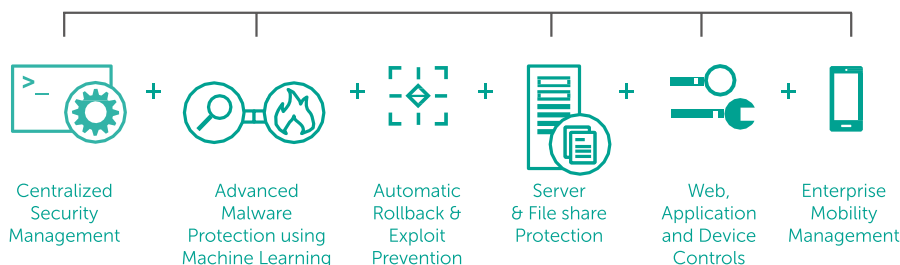 >_
Centralized
Security
Management
Advanced
Malware
Protection using
Machine Learning
Automatic
Rollback &
Exploit
Prevention
Server
& File share
Protection
Web,
Application
and Device
Controls
Enterprise
Mobility
Management